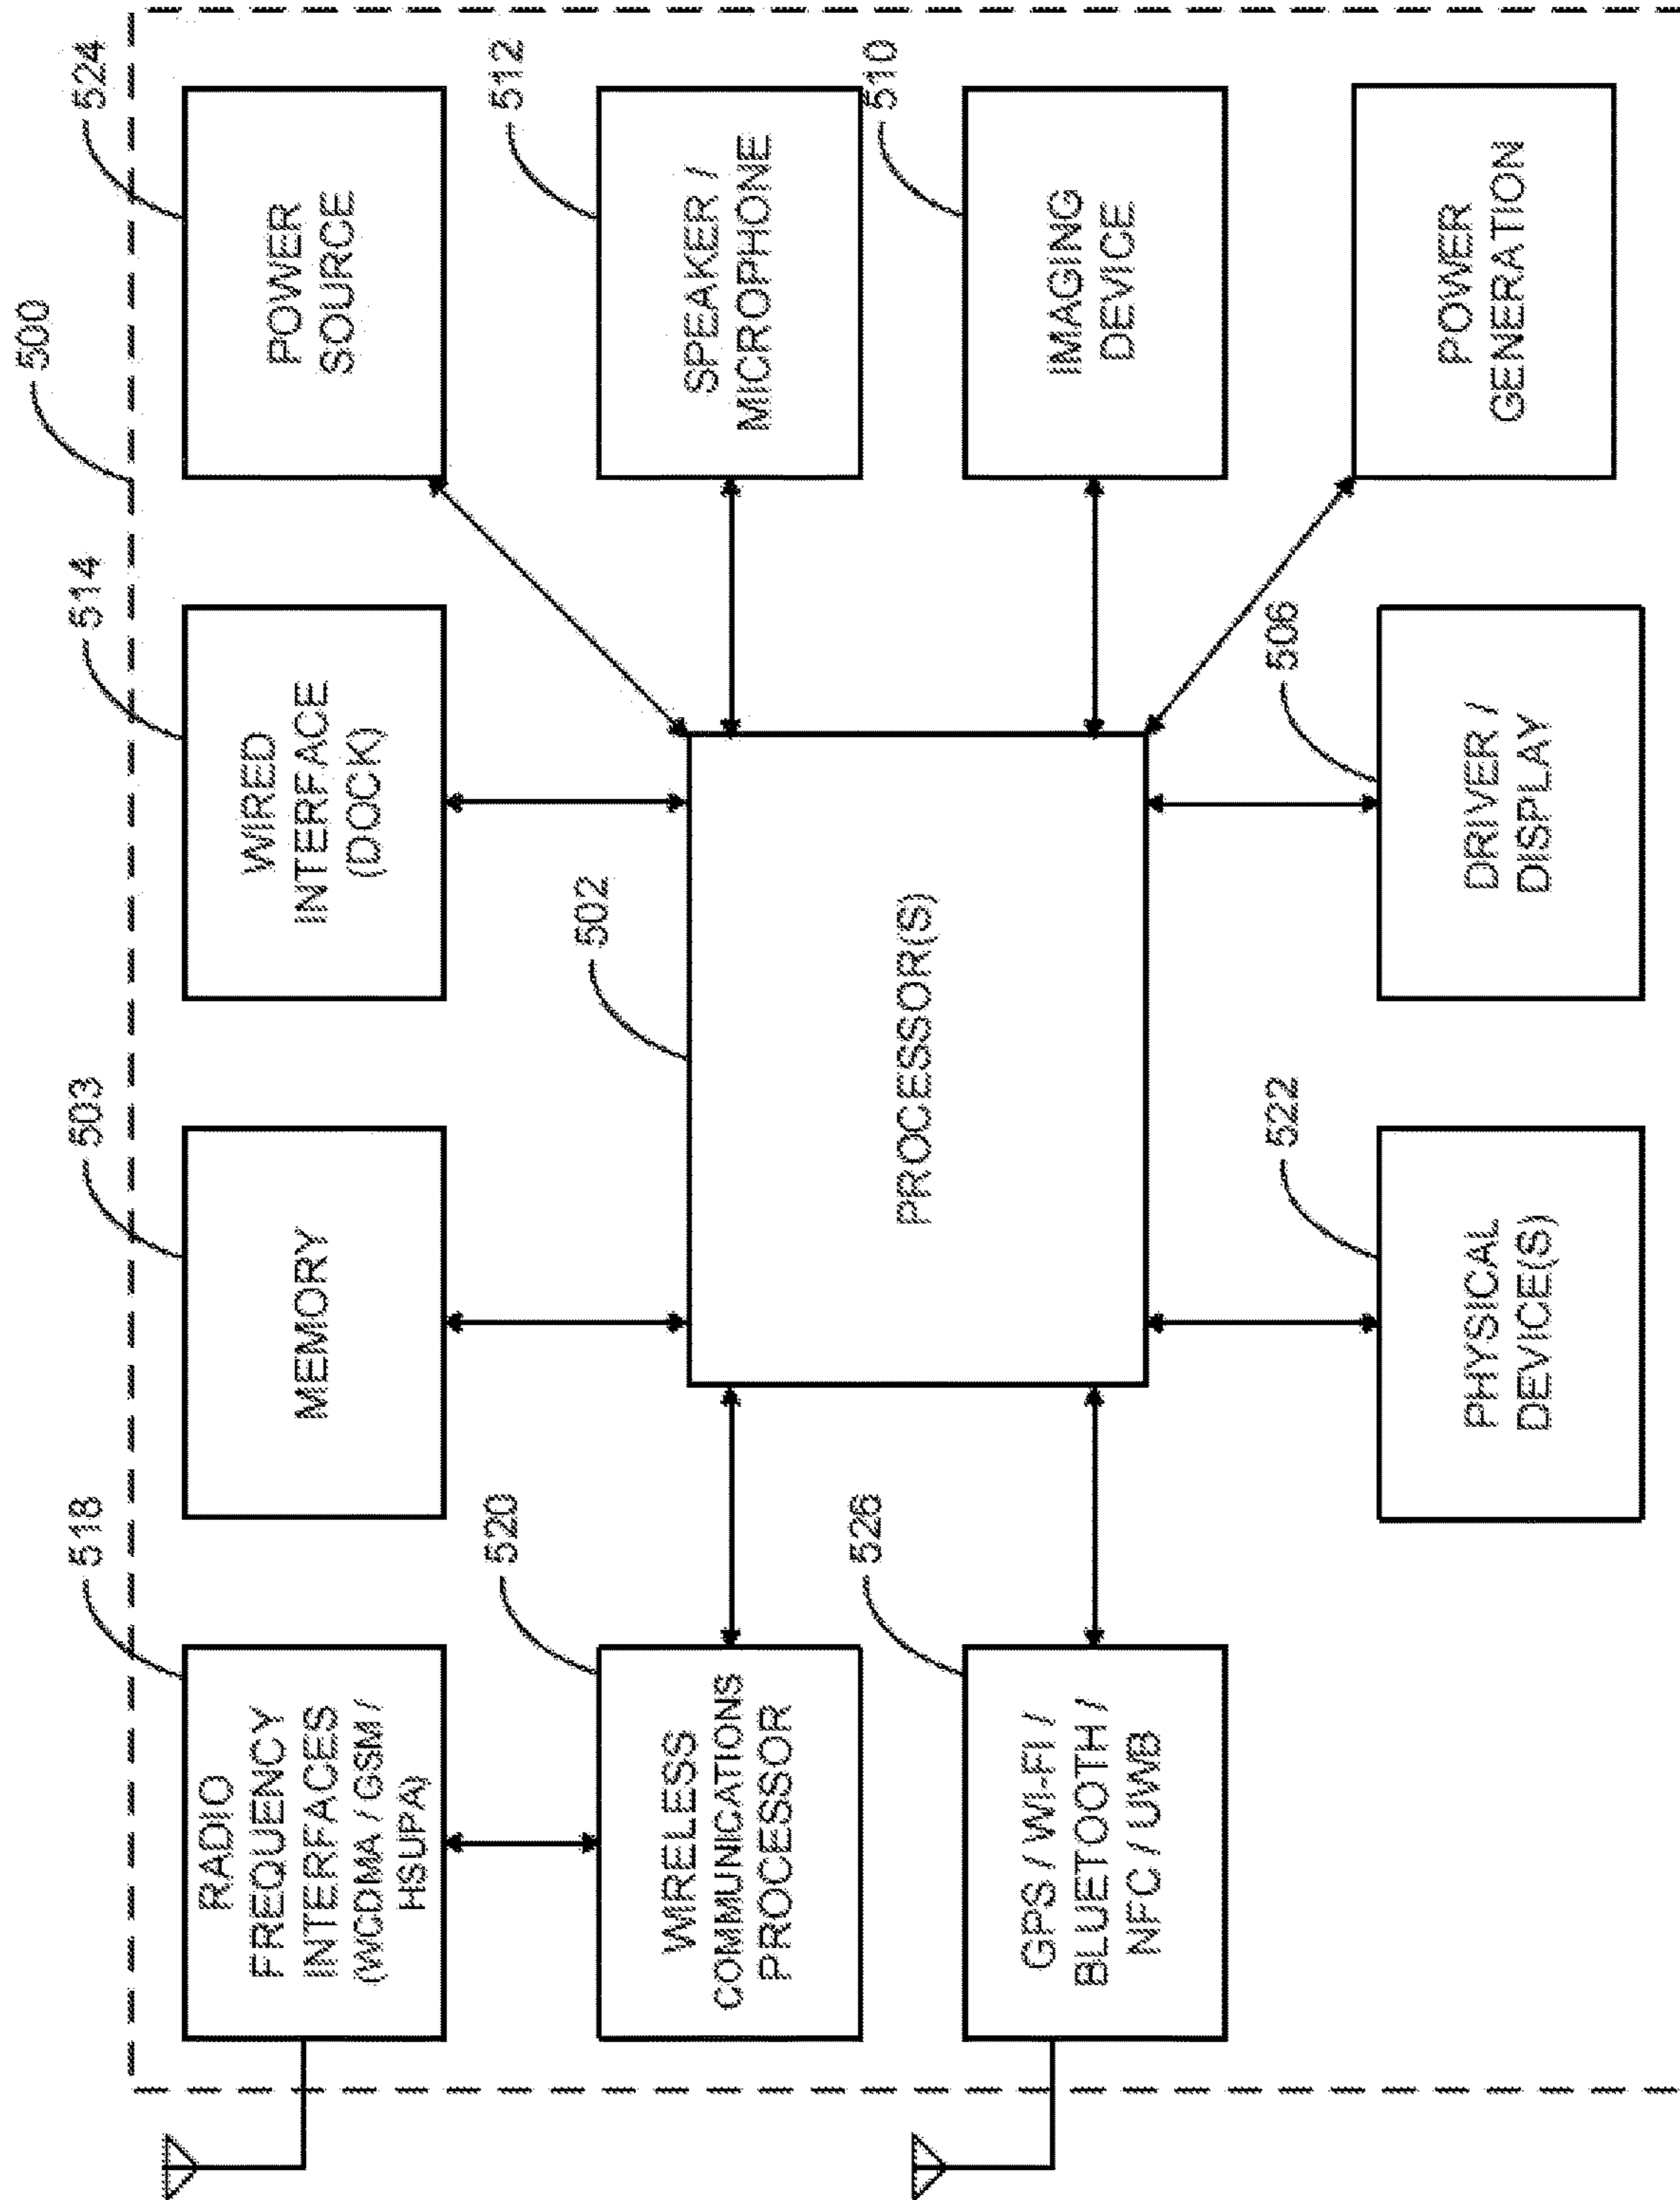 500
518
RADIO
FREQUENCY
INTERFACES
(WCDMA / GSM /
HSUPA)
503
MEMORY
514
WIRED
INTERFACE
(DOCK)
524
POWER
SOURCE
520
WIRELESS
COMMUNICATIONS
PROCESSOR
502
PROCESSOR(S)
512
SPEAKER /
MICROPHONE
526
GPS / WI-FI /
BLUETOOTH /
NFC / UWB
510
IMAGING
DEVICE
522
PHYSICAL
DEVICE(S)
506
DRIVER /
DISPLAY
POWER
GENERATION